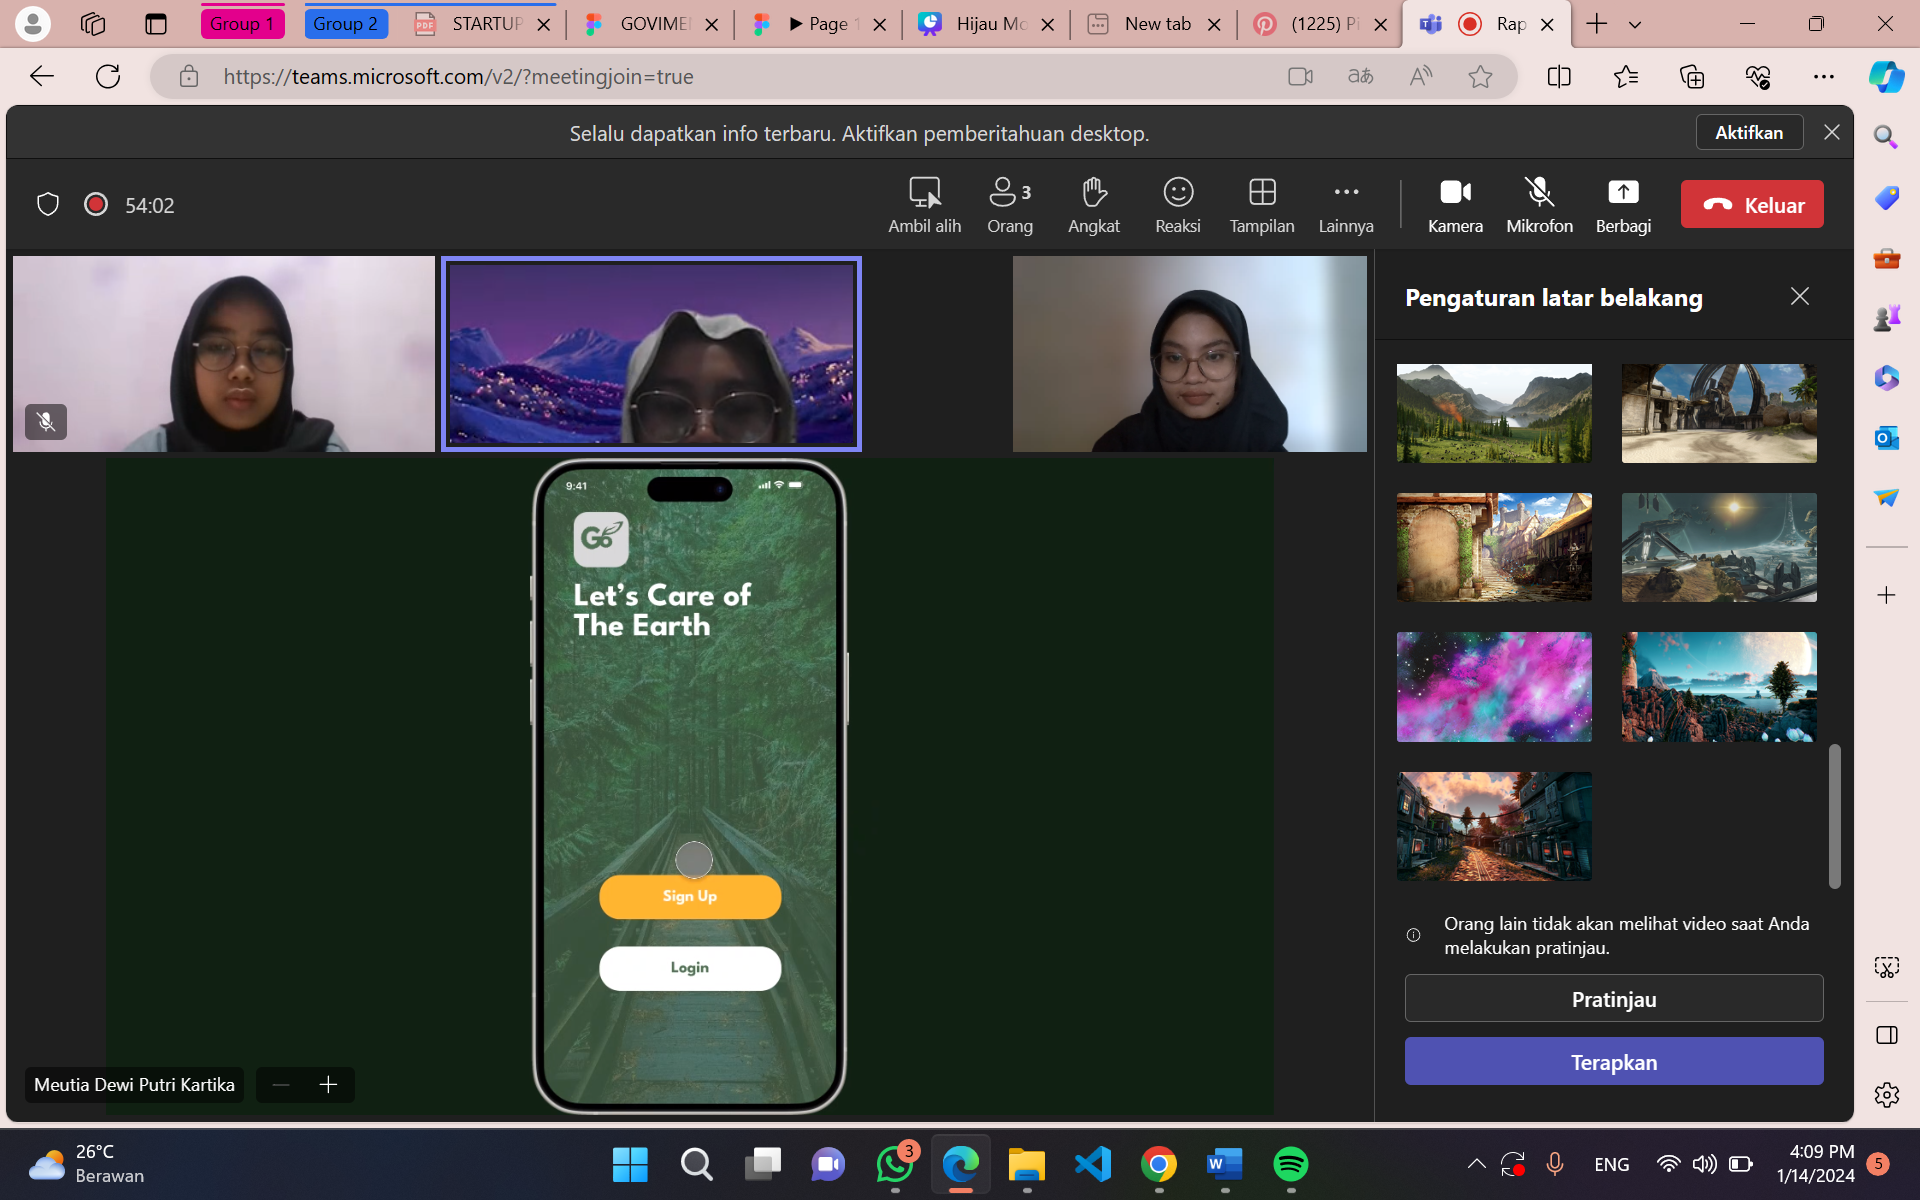 Group 1
Group 2
STARTUP
GOVIME
Page 1
Hijau Mo
New tab
(1225) Pi
Rap
https://teams.microsoft.com/v2/?meetingjoin=true
Selalu dapatkan info terbaru. Aktifkan pemberitahuan desktop.
Aktifkan
54:02
Ambil alih
3
Orang
Angkat
Reaksi
Tampilan
Lainnya
Kamera
Mikrofon
Berbagi
Keluar
Pengaturan latar belakang
9:41
Go
Let's Care of
The Earth
Sign Up
Login
Meutia Dewi Putri Kartika
Orang lain tidak akan melihat video saat Anda
melakukan pratinjau.
Pratinjau
Terapkan
26°C
Berawan
3
ENG
4:09 PM
1/14/2024
5